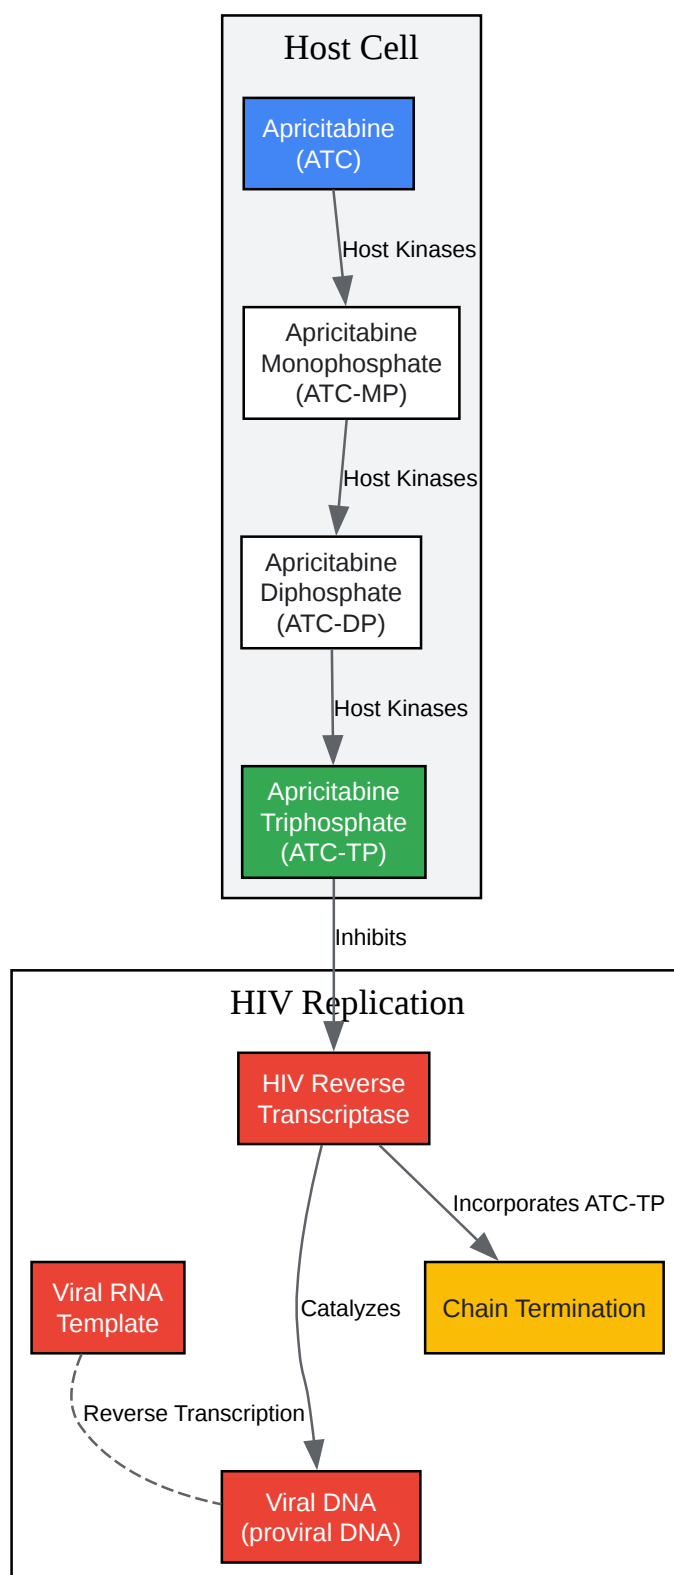 Host Cell
Apricitabine
(ATC)
Host Kinases
Apricitabine
Monophosphate
(ATC-MP)
Host Kinases
Apricitabine
Diphosphate
(ATC-DP)
Host Kinases
Apricitabine
Triphosphate
(ATC-TP)
Inhibits
HIV Replication
HIV Reverse
Transcriptase
Incorporates ATC-TP
Viral RNA
Template
Catalyzes
Chain Termination
Reverse Transcription
Viral DNA
(proviral DNA)